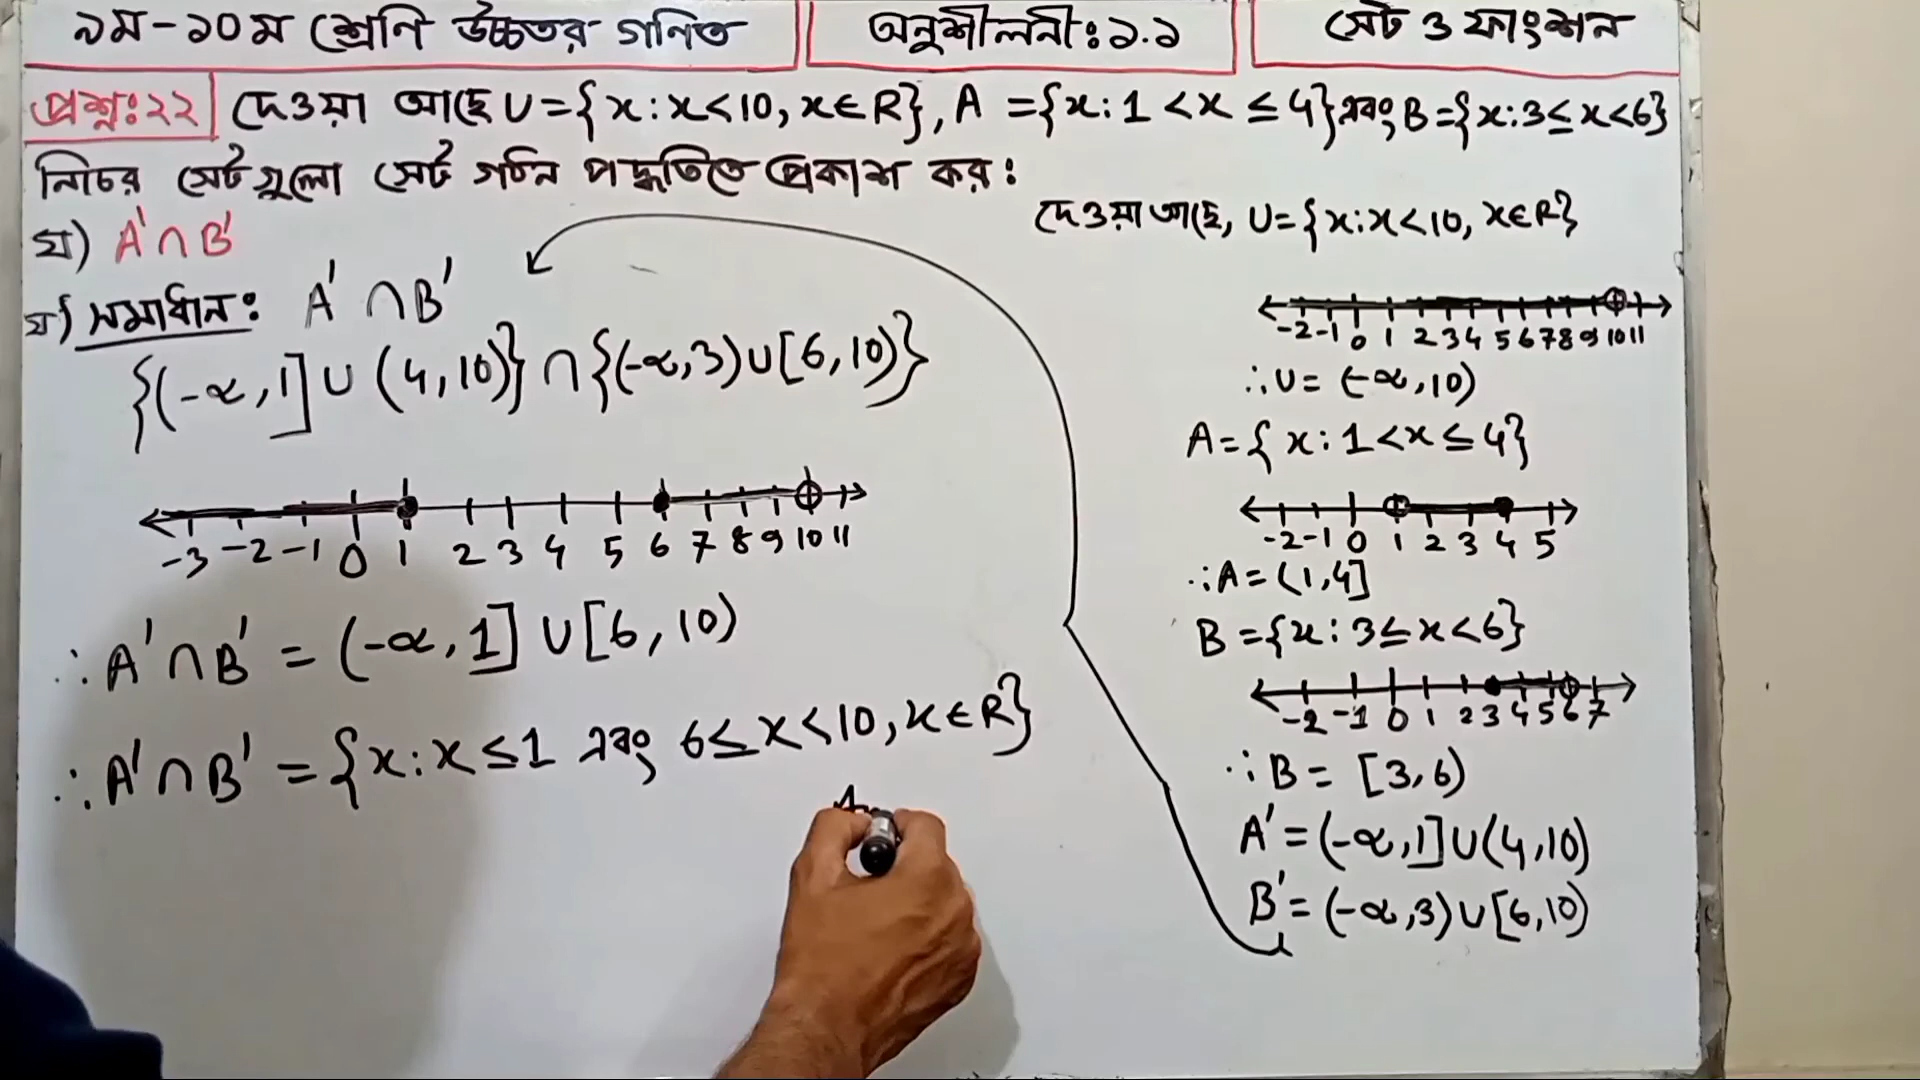 ৯ম-১০ম শ্রেণি উচ্চতর গনিত
অনুশীলনী: ১.১
সেট ও ফাংশন
প্রশ্ন: ২২ দেওয়া আছে U = {x : x < 10, x ∈ R}, A = {x : 1 < x ≤ 4} এবং B = {x : 3 ≤ x < 6}
নিচের সেটগুলো সেট গঠন পদ্ধতিতে প্রকাশ কর :
ঘ) A′ ∩ B′
ঘ) সমাধান : A′ ∩ B′
{(-∝, 1] ∪ (4, 10)} ∩ {(-∝, 3) ∪ [6, 10)}
-3 -2 -1 0 1 2 3 4 5 6 7 8 9 10 11
∴ A′ ∩ B′ = (-∝, 1] ∪ [6, 10)
∴ A′ ∩ B′ = {x : x ≤ 1 এবং 6 ≤ x < 10, x ∈ R}
দেওয়া আছে, U = {x : x < 10, x ∈ R}
-2 -1 0 1 2 3 4 5 6 7 8 9 10 11
∴ U = (-∝, 10)
A = {x : 1 < x ≤ 4}
-2 -1 0 1 2 3 4 5
∴ A = (1, 4]
B = {x : 3 ≤ x < 6}
-2 -1 0 1 2 3 4 5 6 7
∴ B = [3, 6)
A′ = (-∝, 1] ∪ (4, 10)
B′ = (-∝, 3) ∪ [6, 10)